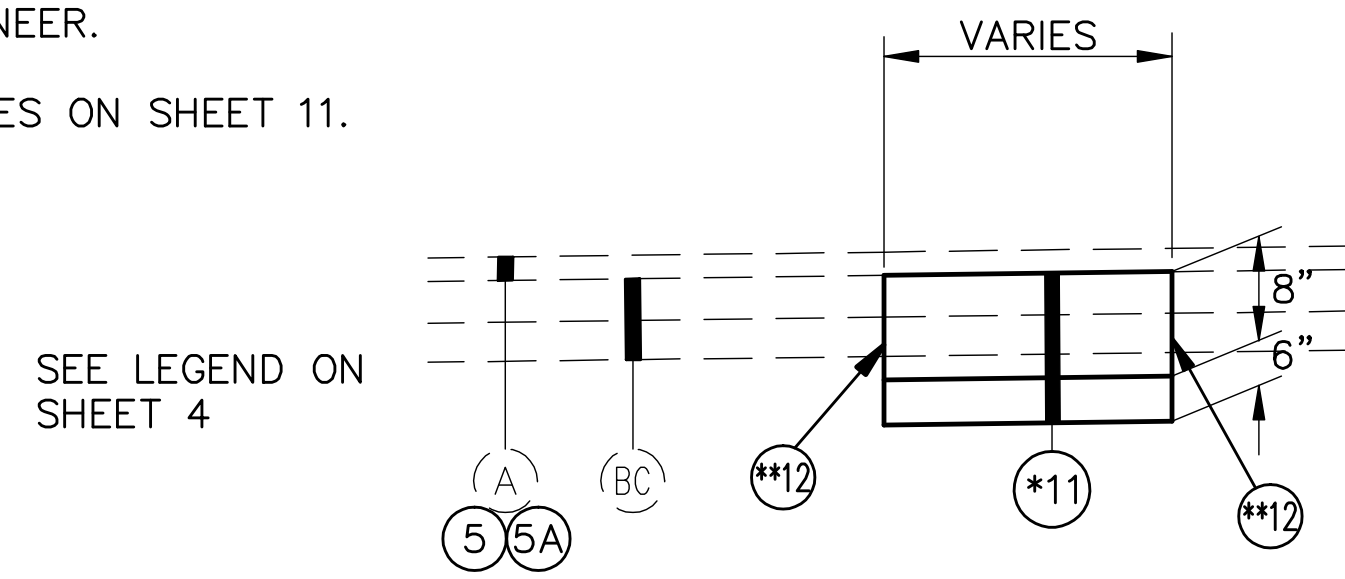 NEER.
VARIES
ES ON SHEET 11.
8"
6"
SEE LEGEND ON
SHEET 4
A
BC
**12
*11
**12
5
5A